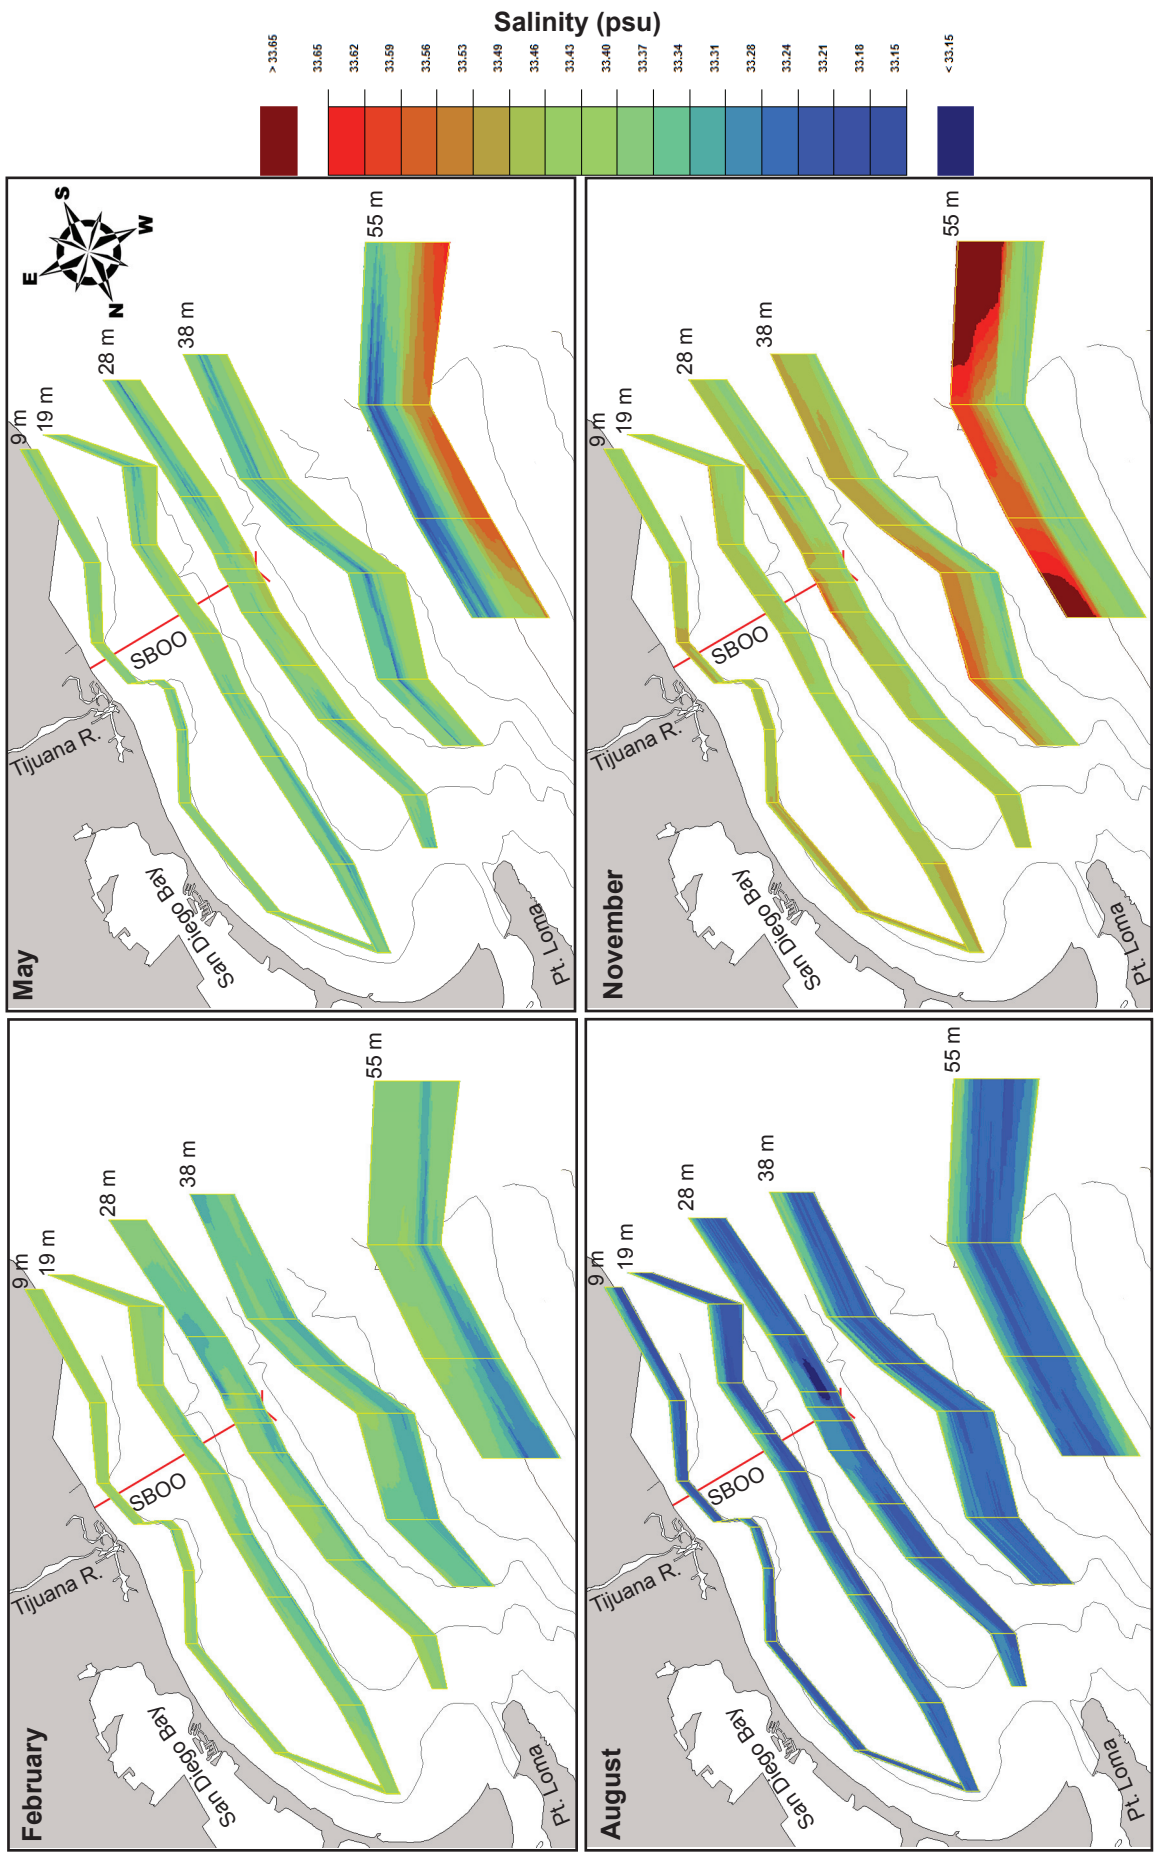 Salinity (psu)
> 33.65
33.65
33.62
33.59
33.56
33.53
33.49
33.46
33.43
33.40
33.37
33.34
33.31
33.28
33.24
33.21
33.18
33.15
< 33.15
May
E
S
N
W
9 m
19 m
28 m
38 m
55 m
SBOO
Tijuana R.
San Diego Bay
Pt. Loma
November
9 m
19 m
28 m
38 m
55 m
SBOO
Tijuana R.
San Diego Bay
Pt. Loma
February
9 m
19 m
28 m
38 m
55 m
SBOO
Tijuana R.
San Diego Bay
Pt. Loma
August
9 m
19 m
28 m
38 m
55 m
SBOO
Tijuana R.
San Diego Bay
Pt. Loma